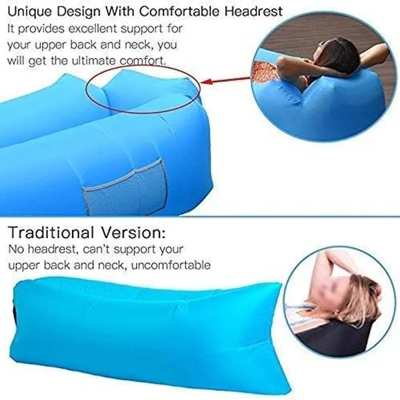 Unique Design With Comfortable Headrest
It provides excellent support for
your upper back and neck, you
will get the ultimate comfort.
Traditional Version:
No headrest, can't support your
upper back and neck, uncomfortable